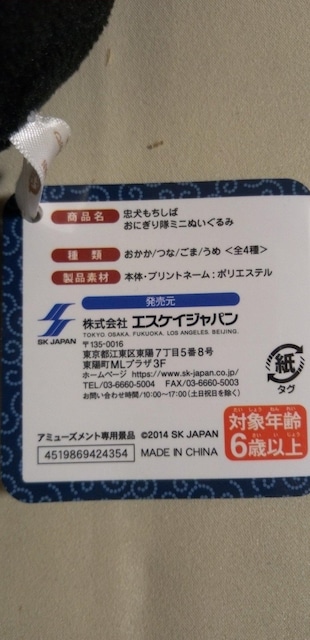 商品名 忠犬もちしば
おにぎり隊ミニぬいぐるみ
種類 おかか/つな/ごま/うめ <全4種>
製品素材 本体・プリントネーム:ポリエステル
発売元
SK JAPAN
株式会社 エスケイジャパン
TOKYO. OSAKA. FUKUOKA. LOS ANGELES. BEIJING.
〒135-0016
東京都江東区東陽7丁目5番8号
東陽町MLプラザ3F
ホームページ https://www.sk-japan.co.jp/
TEL/03-6660-5004 FAX/03-6660-5003
お問い合わせ時間/10:00~17:00(土日祝祭日を除く)
紙
タグ
アミューズメント専用景品 ©2014 SK JAPAN
4519869424354 MADE IN CHINA
対象年齢
6歳以上